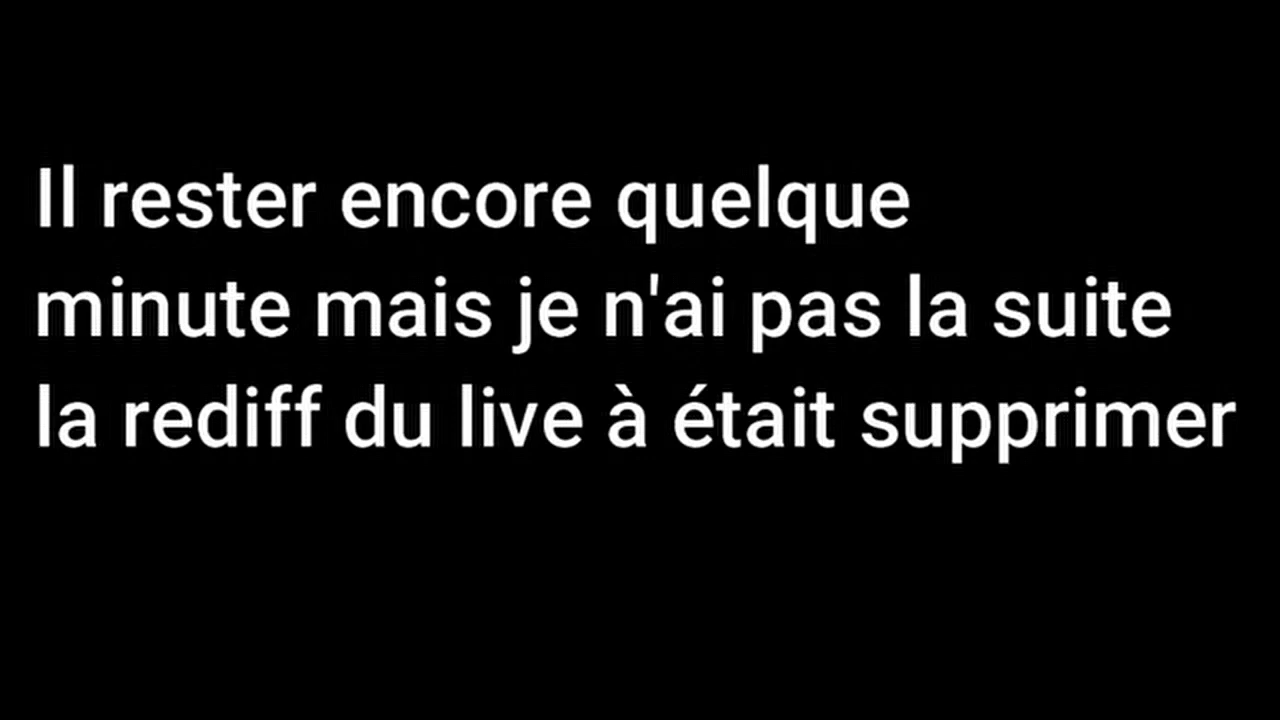 Il rester encore quelque
minute mais je n'ai pas la suite
la rediff du live à était supprimer